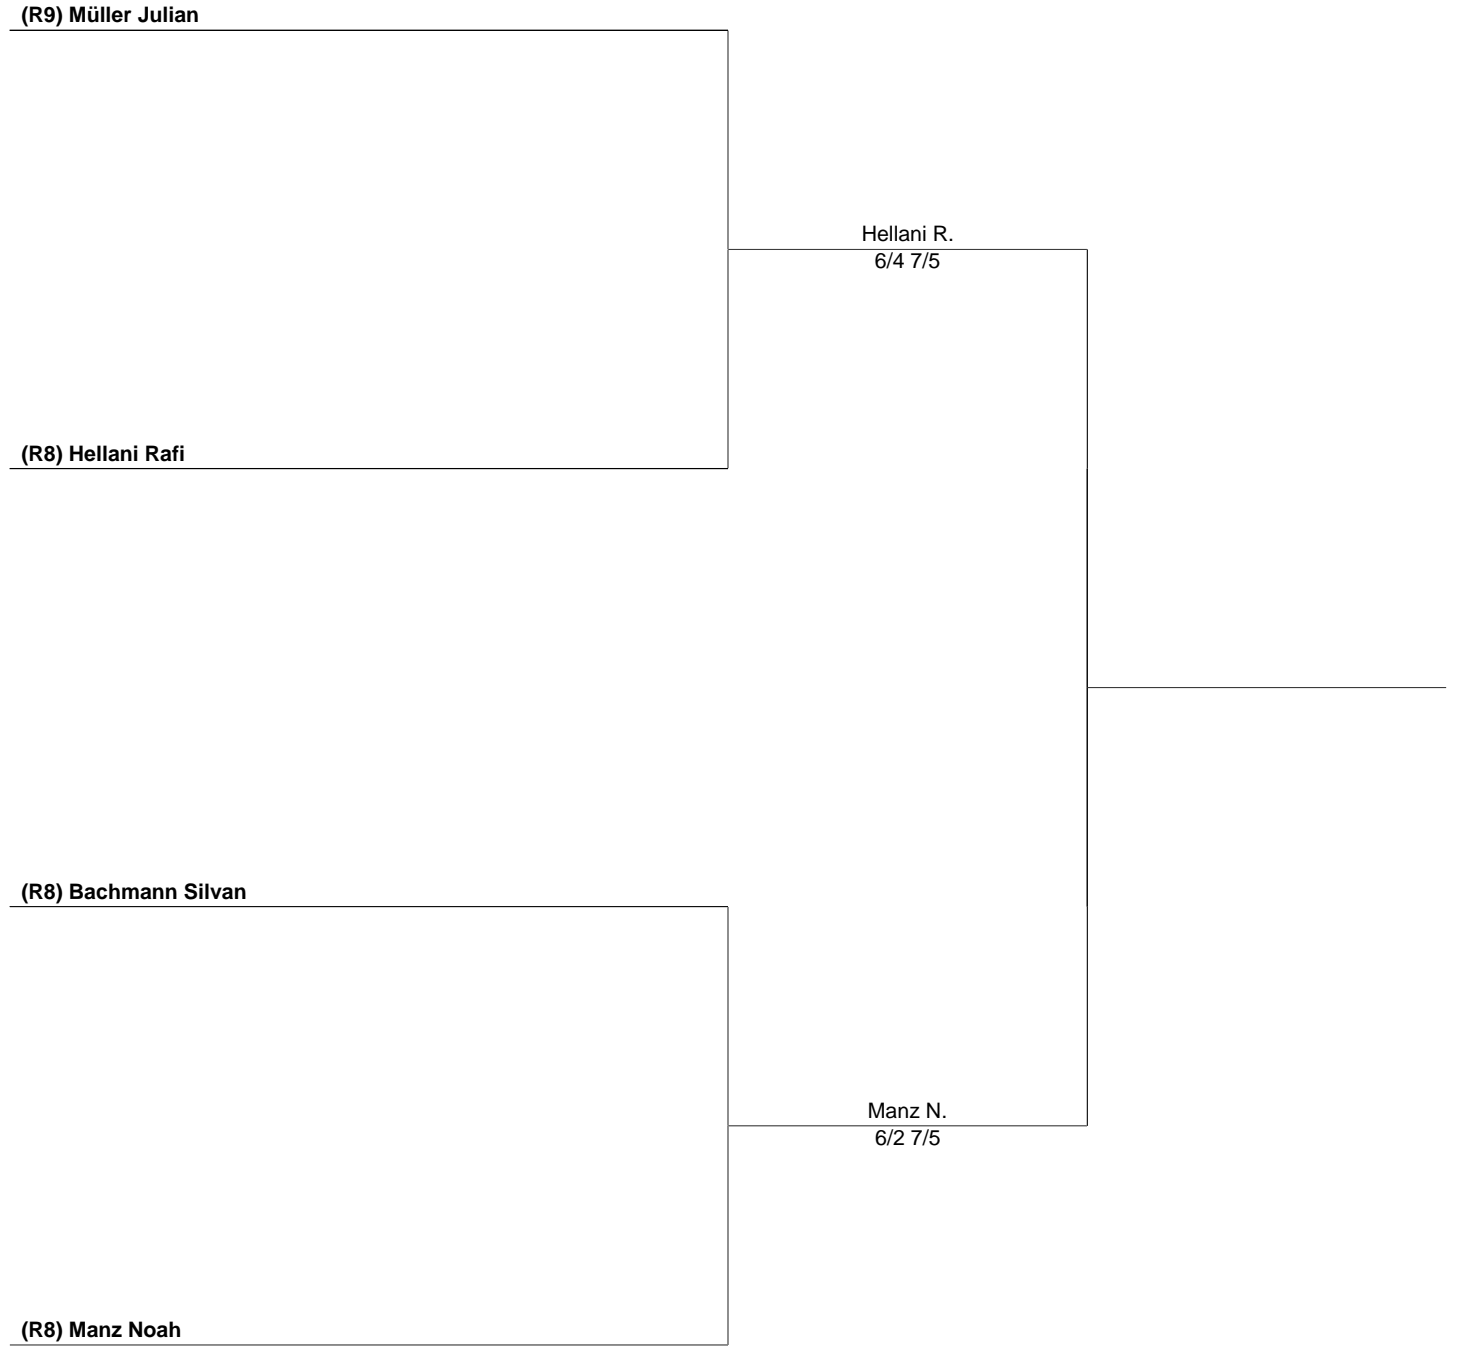 (R9) Müller Julian
Hellani R.
6/4 7/5
(R8) Hellani Rafi
(R8) Bachmann Silvan
Manz N.
6/2 7/5
(R8) Manz Noah